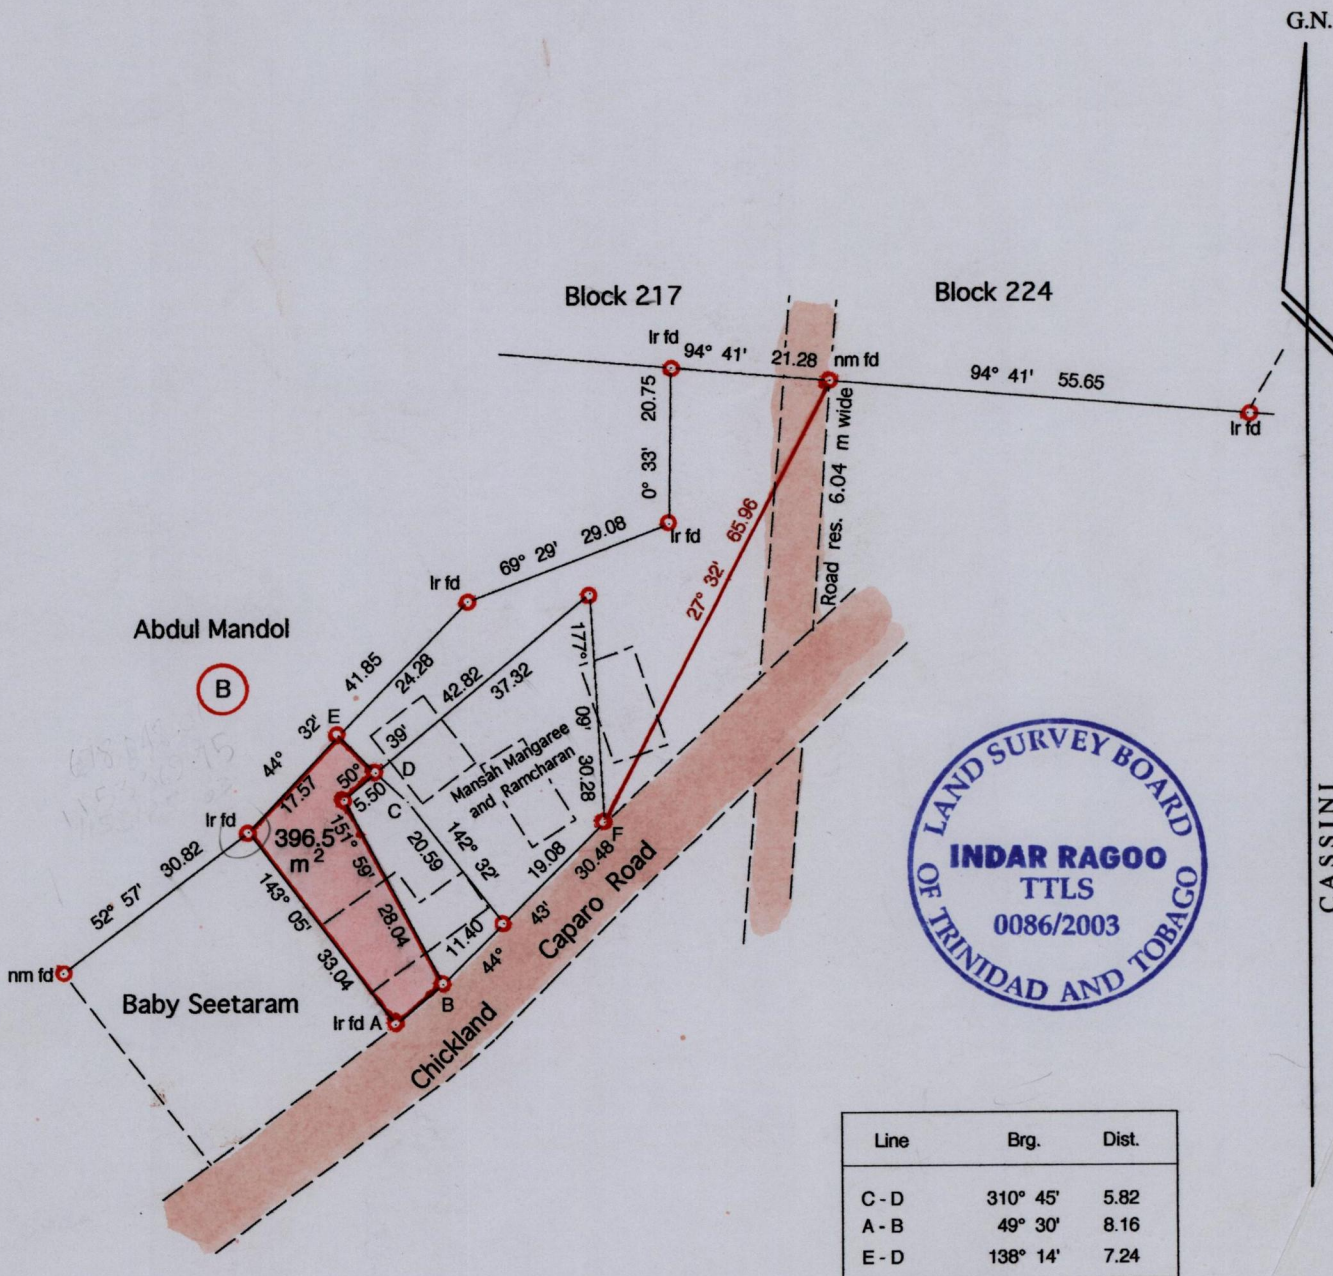 G.N.
Block 217
Block 224
Ir fd
94° 41' 21.28
nm fd
94° 41' 55.65
Ir fd
0° 33' 20.75
Road res. 6.04 m wide
Ir fd
69° 29' 29.08
27° 32' 65.96
Ir fd
Abdul Mandol
B
41.85
24.28
42.82
37.32
177° 09' 30.28
E
44° 32'
39'
D
Mansah Mangaree
and Ramcharan
50°
5.50
C
17.57
Ir fd
396.5
m²
151° 59'
28.04
20.59
142° 32'
19.08
F
30.48
43'
44°
11.40
52° 57' 30.82
143° 05'
33.04
nm fd
Baby Seetaram
Ir fd A
B
Chickland Caparo Road
LAND SURVEY BOARD
INDAR RAGOO
TTLS
0086/2003
OF TRINIDAD AND TOBAGO
CASSINI
Line Brg. Dist.
C - D 310° 45' 5.82
A - B 49° 30' 8.16
E - D 138° 14' 7.24